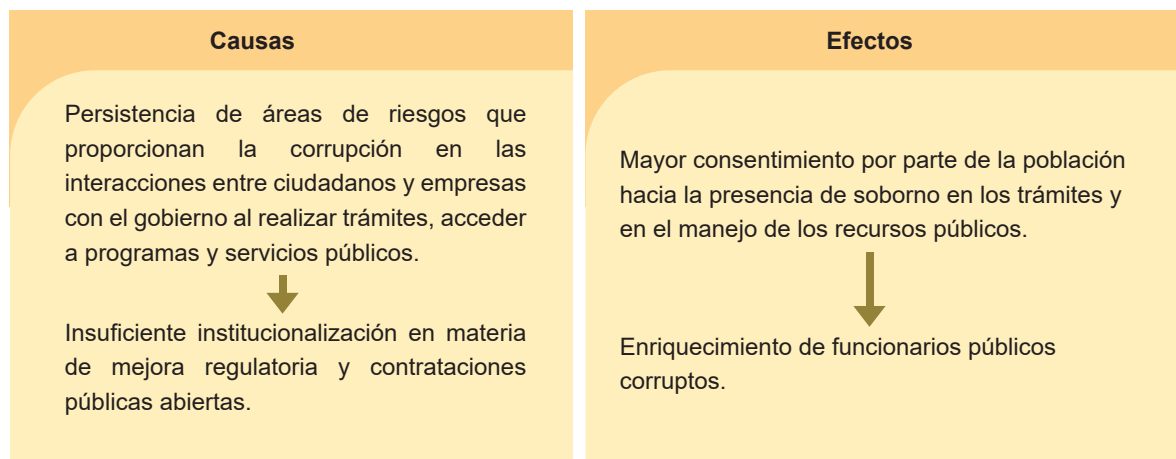 Causas
Persistencia de áreas de riesgos que
proporcionan la corrupción en las
interacciones entre ciudadanos y empresas
con el gobierno al realizar trámites, acceder
a programas y servicios públicos.
Insuficiente institucionalización en materia
de mejora regulatoria y contrataciones
públicas abiertas.
Efectos
Mayor consentimiento por parte de la población
hacia la presencia de soborno en los trámites y
en el manejo de los recursos públicos.
Enriquecimiento de funcionarios públicos
corruptos.